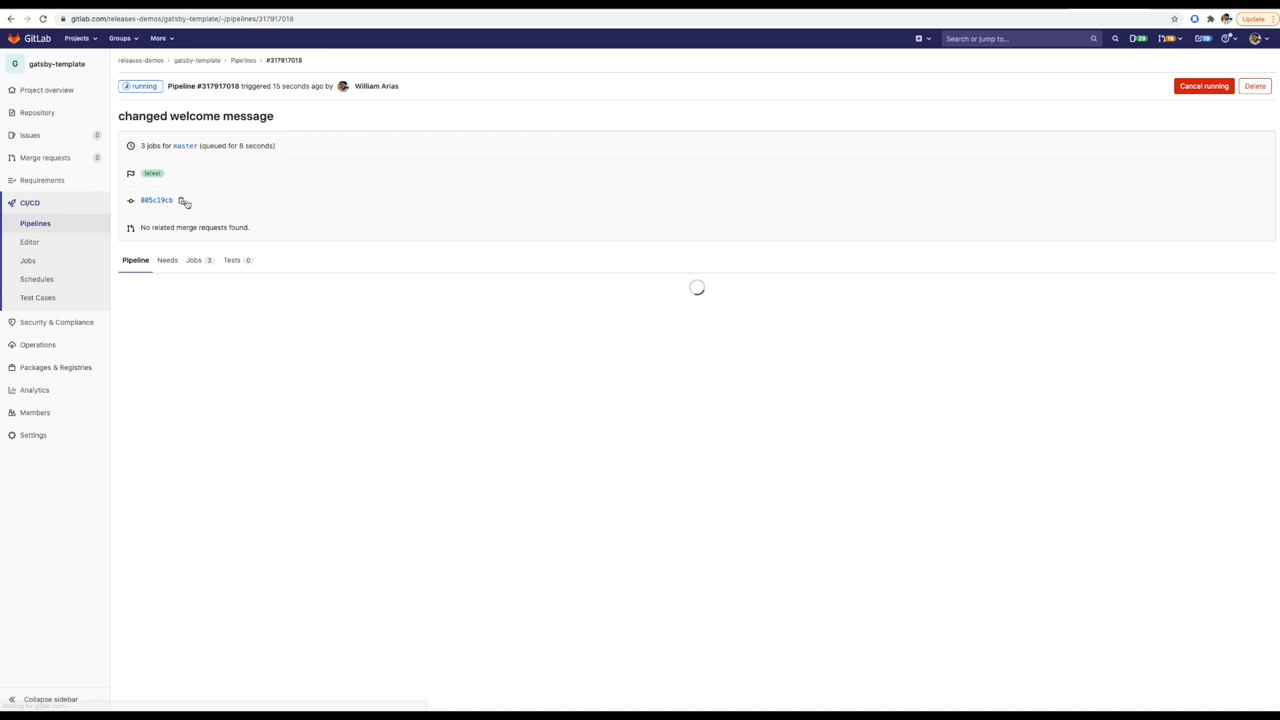 gitlab.com/releases-demos/gatsby-template/-/pipelines/317917018
Update
GitLab Projects Groups More Search or jump to...
G gatsby-template
Project overview
Repository
Issues 0
Merge requests 0
Requirements
CI/CD
Pipelines
Editor
Jobs
Schedules
Test Cases
Security & Compliance
Operations
Packages & Registries
Analytics
Members
Settings
Collapse sidebar
releases-demos › gatsby-template › Pipelines › #317917018
running Pipeline #317917018 triggered 15 seconds ago by William Arias Cancel running Delete
changed welcome message
3 jobs for master (queued for 8 seconds)
latest
805c19cb
No related merge requests found.
Pipeline Needs Jobs 3 Tests 0
Waiting for gitlab.com...